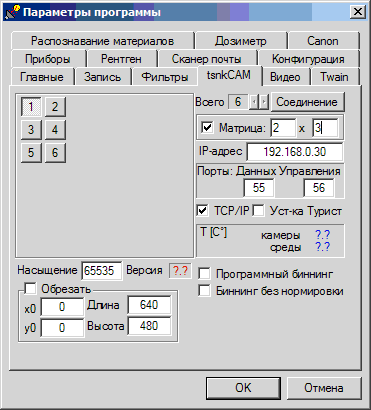 Параметры программы
Распознавание материалов Дозиметр Canon
Приборы Рентген Сканер почты Конфигурация
Главные Запись Фильтры tsnkCAM Видео Twain
1 2
3 4
5 6
Всего 6 Соединение
Матрица: 2 x 3
IP-адрес 192.168.0.30
Порты: Данных Управления
55 56
TCP/IP Уст-ка Турист
T [C°] камеры ?.?
среды ?.?
Насыщение 65535 Версия ?.?
Программный биннинг
Биннинг без нормировки
Обрезать
x0 0 Длина 640
y0 0 Высота 480
OK Отмена